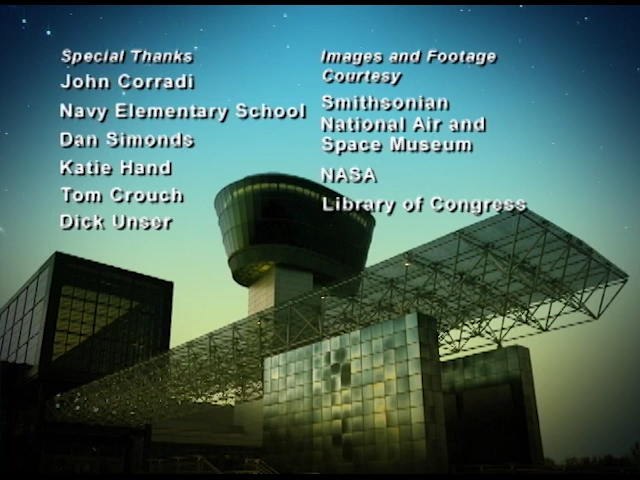 Special Thanks
John Corradi
Navy Elementary School
Dan Simonds
Katie Hand
Tom Crouch
Dick Unser
Images and Footage
Courtesy
Smithsonian
National Air and
Space Museum
NASA
Library of Congress